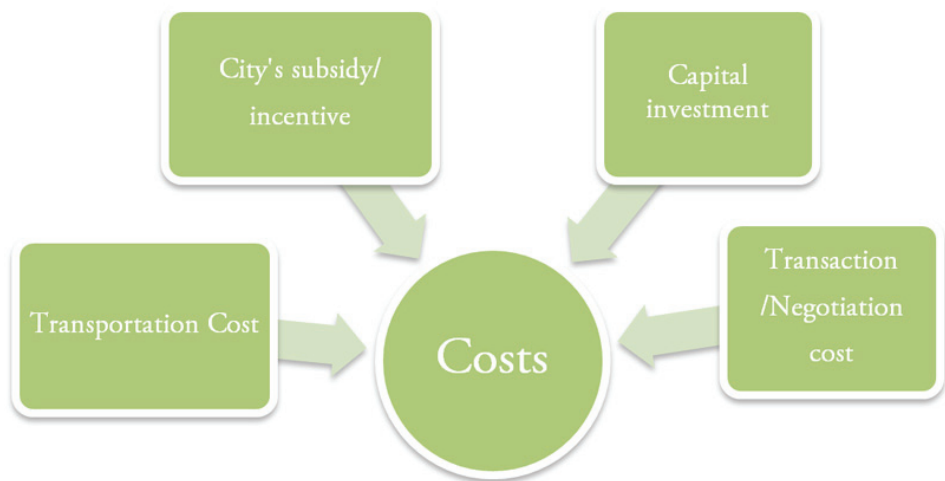 City's subsidy/
incentive
Capital
investment
Transportation Cost
Costs
Transaction
/Negotiation
cost